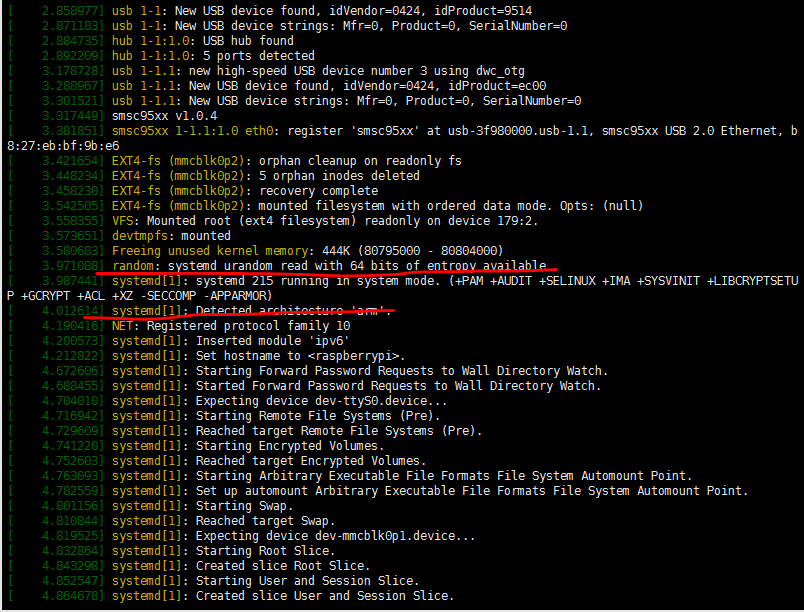 [    2.858977] usb 1-1: New USB device found, idVendor=0424, idProduct=9514
[    2.871183] usb 1-1: New USB device strings: Mfr=0, Product=0, SerialNumber=0
[    2.884735] hub 1-1:1.0: USB hub found
[    2.892209] hub 1-1:1.0: 5 ports detected
[    3.178728] usb 1-1.1: new high-speed USB device number 3 using dwc_otg
[    3.288967] usb 1-1.1: New USB device found, idVendor=0424, idProduct=ec00
[    3.301521] usb 1-1.1: New USB device strings: Mfr=0, Product=0, SerialNumber=0
[    3.317449] smsc95xx v1.0.4
[    3.381851] smsc95xx 1-1.1:1.0 eth0: register 'smsc95xx' at usb-3f980000.usb-1.1, smsc95xx USB 2.0 Ethernet, b
8:27:eb:bf:9b:e6
[    3.421654] EXT4-fs (mmcblk0p2): orphan cleanup on readonly fs
[    3.448234] EXT4-fs (mmcblk0p2): 5 orphan inodes deleted
[    3.458230] EXT4-fs (mmcblk0p2): recovery complete
[    3.542505] EXT4-fs (mmcblk0p2): mounted filesystem with ordered data mode. Opts: (null)
[    3.558355] VFS: Mounted root (ext4 filesystem) readonly on device 179:2.
[    3.573651] devtmpfs: mounted
[    3.580683] Freeing unused kernel memory: 444K (80795000 - 80804000)
[    3.971088] random: systemd urandom read with 64 bits of entropy available
[    3.987441] systemd[1]: systemd 215 running in system mode. (+PAM +AUDIT +SELINUX +IMA +SYSVINIT +LIBCRYPTSETU
P +GCRYPT +ACL +XZ -SECCOMP -APPARMOR)
[    4.012614] systemd[1]: Detected architecture 'arm'.
[    4.190416] NET: Registered protocol family 10
[    4.200573] systemd[1]: Inserted module 'ipv6'
[    4.212822] systemd[1]: Set hostname to <raspberrypi>.
[    4.672606] systemd[1]: Starting Forward Password Requests to Wall Directory Watch.
[    4.688455] systemd[1]: Started Forward Password Requests to Wall Directory Watch.
[    4.704010] systemd[1]: Expecting device dev-ttyS0.device...
[    4.716942] systemd[1]: Starting Remote File Systems (Pre).
[    4.729609] systemd[1]: Reached target Remote File Systems (Pre).
[    4.741220] systemd[1]: Starting Encrypted Volumes.
[    4.752603] systemd[1]: Reached target Encrypted Volumes.
[    4.763093] systemd[1]: Starting Arbitrary Executable File Formats File System Automount Point.
[    4.782559] systemd[1]: Set up automount Arbitrary Executable File Formats File System Automount Point.
[    4.801156] systemd[1]: Starting Swap.
[    4.810844] systemd[1]: Reached target Swap.
[    4.819525] systemd[1]: Expecting device dev-mmcblk0p1.device...
[    4.832864] systemd[1]: Starting Root Slice.
[    4.843298] systemd[1]: Created slice Root Slice.
[    4.852547] systemd[1]: Starting User and Session Slice.
[    4.864678] systemd[1]: Created slice User and Session Slice.